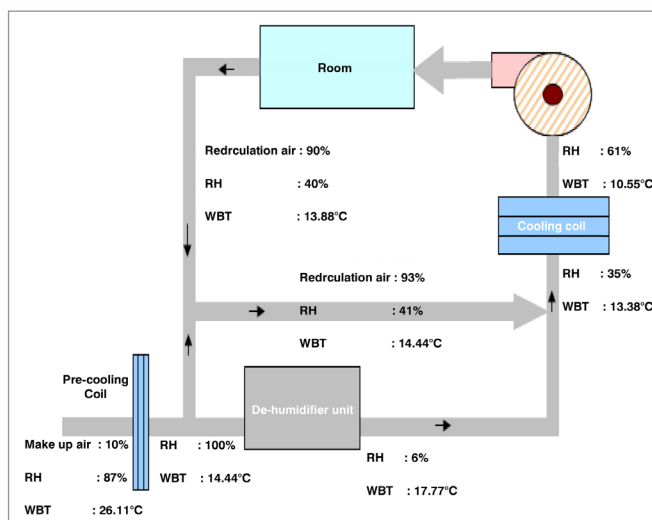 Room
Redrculation air : 90%
RH : 40%
WBT : 13.88°C
RH : 61%
WBT : 10.55°C
Cooling coil
RH : 35%
WBT : 13.38°C
Redrculation air : 93%
RH : 41%
WBT : 14.44°C
Pre-cooling
Coil
De-humidifier unit
Make up air : 10%
RH : 87%
WBT : 26.11°C
RH : 100%
WBT : 14.44°C
RH : 6%
WBT : 17.77°C